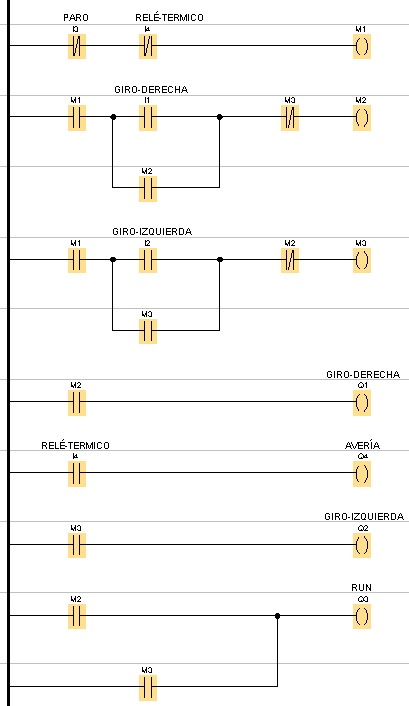 PARO RELÉ-TERMICO
I3 I4 M1
GIRO-DERECHA
M1 I1 M3 M2
M2
GIRO-IZQUIERDA
M1 I2 M2 M3
M3
GIRO-DERECHA
M2 Q1
RELÉ-TERMICO AVERÍA
I4 Q4
GIRO-IZQUIERDA
M3 Q2
RUN
M2 Q3
M3